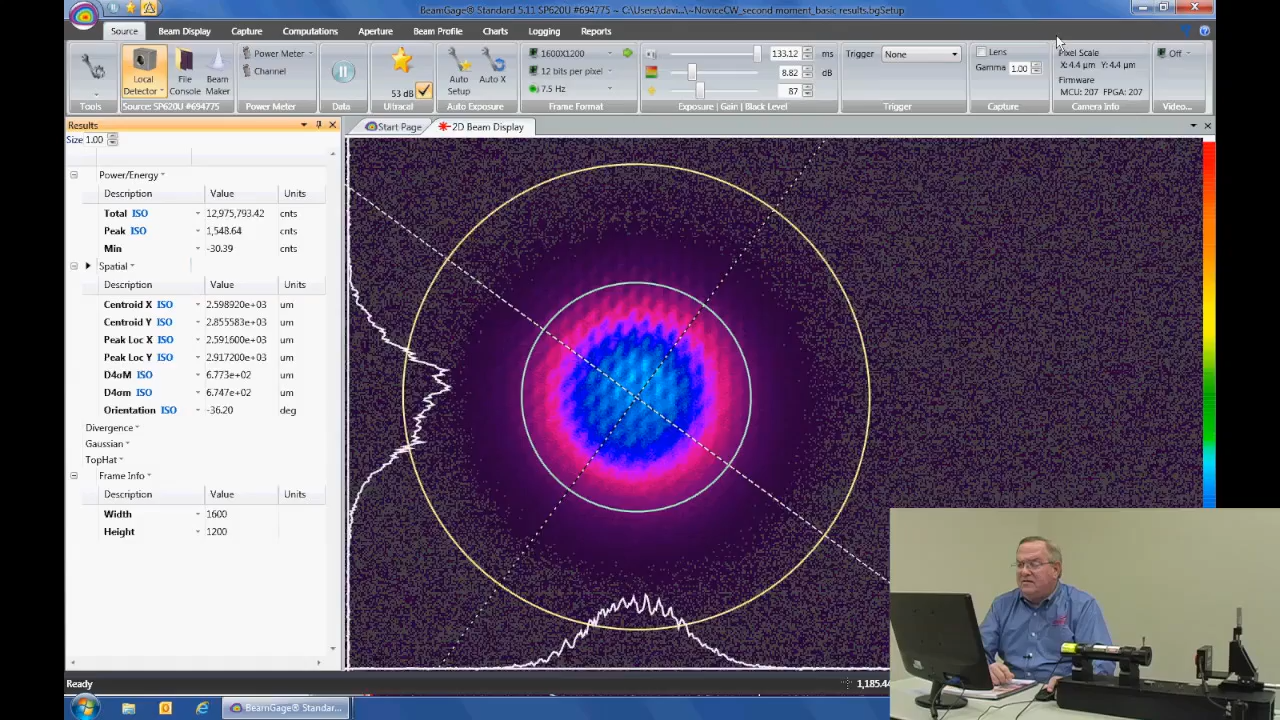 BeamGage® Standard 5.11 SP620U #694775 ~ C:\Users\davi...\~NoviceCW_second moment_basic results.bgSetup
Source Beam Display Capture Computations Aperture Beam Profile Charts Logging Reports
Local Detector
File Console
Beam Maker
Power Meter
Channel
53 dB
Auto Setup
Auto X
1600X1200
12 bits per pixel
7.5 Hz
133.12 ms
8.82 dB
87
Trigger None
Lens
Gamma 1.00
Pixel Scale
X: 4.4 µm Y: 4.4 µm
Firmware
MCU: 207 FPGA: 207
Off
Tools Source: SP620U #694775 Power Meter Data Ultracal Auto Exposure Frame Format Exposure | Gain | Black Level Trigger Capture Camera Info Video...
Results
Start Page 2D Beam Display
Size 1.00
Power/Energy
Description Value Units
Total ISO 12,975,793.42 cnts
Peak ISO 1,548.64 cnts
Min -30.39 cnts
Spatial
Description Value Units
Centroid X ISO 2.598920e+03 um
Centroid Y ISO 2.855583e+03 um
Peak Loc X ISO 2.591600e+03 um
Peak Loc Y ISO 2.917200e+03 um
D4σM ISO 6.773e+02 um
D4σm ISO 6.747e+02 um
Orientation ISO -36.20 deg
Divergence
Gaussian
TopHat
Frame Info
Description Value Units
Width 1600
Height 1200
Ready
BeamGage® Standar...